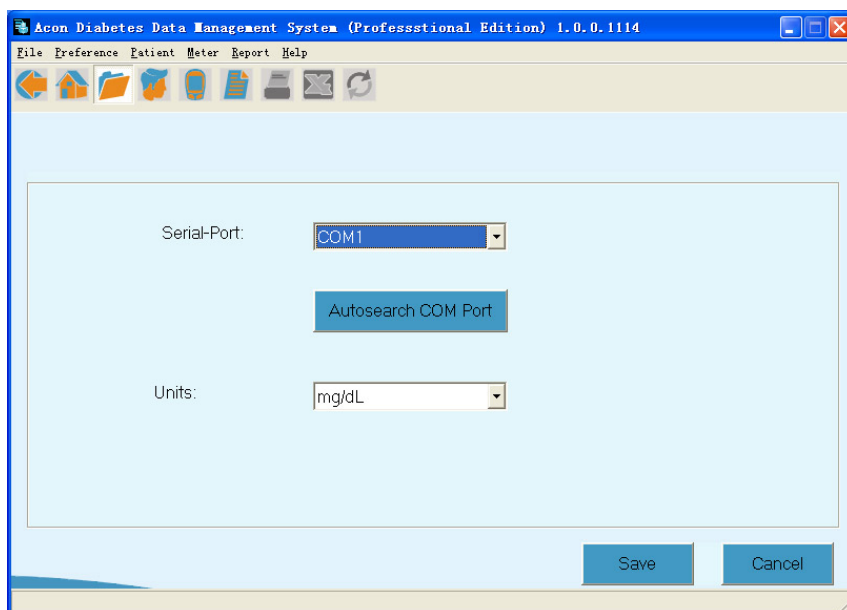 Acon Diabetes Data Management System (Professstional Edition) 1.0.0.1114
File Preference Patient Meter Report Help
Serial-Port: COM1
Autosearch COM Port
Units: mg/dL
Save Cancel